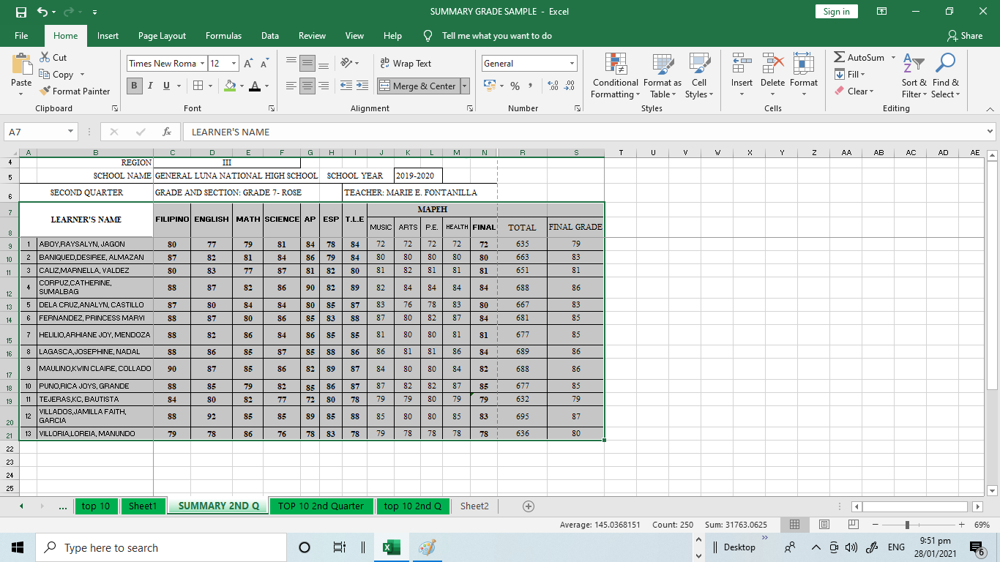 SUMMARY GRADE SAMPLE - Excel Sign in
File Home Insert Page Layout Formulas Data Review View Help Tell me what you want to do Share
Cut
Copy
Format Painter
Paste
Clipboard
Times New Roma 12
B I U
Font
Wrap Text
Merge & Center
Alignment
General
Number
Conditional Formatting
Format as Table
Cell Styles
Styles
Insert Delete Format
Cells
AutoSum
Fill
Clear
Sort & Filter
Find & Select
Editing
A7 fx LEARNER'S NAME
A B C D E F G H I J K L M N R S T U V W X Y Z AA AB AC AD AE
4 REGION III
5 SCHOOL NAME GENERAL LUNA NATIONAL HIGH SCHOOL SCHOOL YEAR 2019-2020
6 SECOND QUARTER GRADE AND SECTION: GRADE 7- ROSE TEACHER: MARIE E. FONTANILLA
7 LEARNER'S NAME FILIPINO ENGLISH MATH SCIENCE AP ESP T.L.E MAPEH
8 MUSIC ARTS P.E. HEALTH FINAL TOTAL FINAL GRADE
9 1 ABOY,RAYSALYN, JAGON 80 77 79 81 84 78 84 72 72 72 72 72 635 79
10 2 BANIQUED,DESIREE, ALMAZAN 87 82 81 84 86 79 84 80 80 80 80 80 663 83
11 3 CALIZ,MARNELLA, VALDEZ 80 83 77 87 81 82 80 81 82 81 81 81 651 81
12 4 CORPUZ,CATHERINE, SUMALBAG 88 87 82 86 90 82 89 82 84 84 84 84 688 86
13 5 DELA CRUZ,ANALYN, CASTILLO 87 80 84 84 80 85 87 83 76 78 83 80 667 83
14 6 FERNANDEZ, PRINCESS MARVI 88 87 80 86 85 83 88 87 80 82 87 84 681 85
15 7 HELILIO,ARHIANE JOY, MENDOZA 88 82 86 84 86 85 85 81 80 80 81 81 677 85
16 8 LAGASCA,JOSEPHINE, NADAL 88 86 85 87 85 88 86 86 81 81 86 84 689 86
17 9 MAULINO,KWIN CLAIRE, COLLADO 90 87 85 86 82 89 87 84 80 80 84 82 688 86
18 10 PUNO,RICA JOYS, GRANDE 88 85 79 82 85 86 87 87 82 82 87 85 677 85
19 11 TEJERAS,KC, BAUTISTA 84 80 82 77 72 80 78 79 79 80 79 79 632 79
20 12 VILLADOS,JAMILLA FAITH, GARCIA 88 92 85 85 89 85 88 85 80 80 85 83 695 87
21 13 VILLORIA,LOREIA, MANUNDO 79 78 86 76 78 83 78 79 78 78 78 78 636 80
22
23
24
25
... top 10 Sheet1 SUMMARY 2ND Q TOP 10 2nd Quarter top 10 2nd Q Sheet2
Average: 145.0368151 Count: 250 Sum: 31763.0625 69%
Type here to search Desktop ENG 9:51 pm
28/01/2021 6